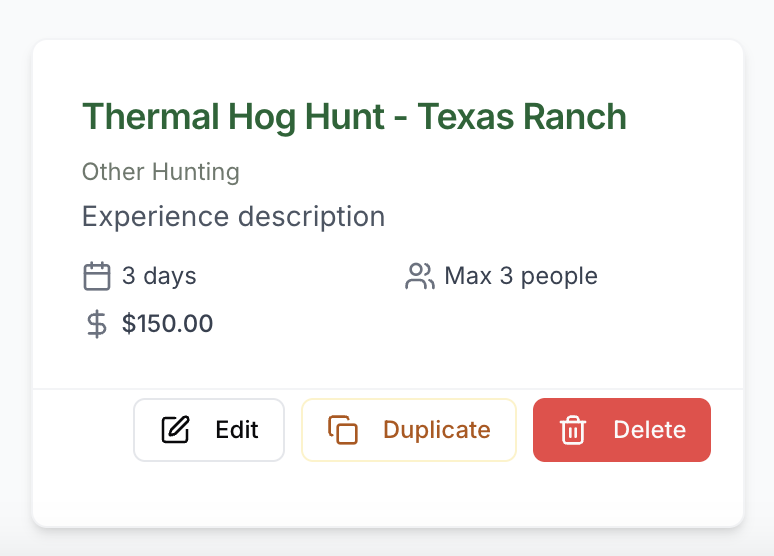 Thermal Hog Hunt - Texas Ranch
Other Hunting
Experience description
3 days
Max 3 people
$150.00
Edit
Duplicate
Delete